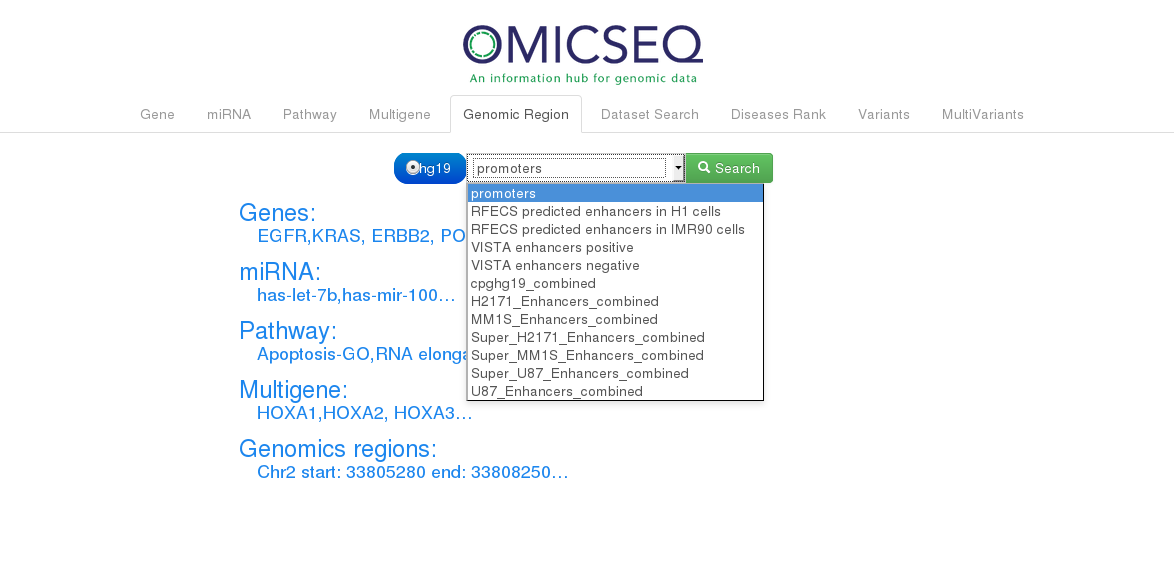 OMICSEQ
An information hub for genomic data
Gene miRNA Pathway Multigene Genomic Region Dataset Search Diseases Rank Variants MultiVariants
hg19 promoters Search
promoters
RFECS predicted enhancers in H1 cells
RFECS predicted enhancers in IMR90 cells
VISTA enhancers positive
VISTA enhancers negative
cpghg19_combined
H2171_Enhancers_combined
MM1S_Enhancers_combined
Super_H2171_Enhancers_combined
Super_MM1S_Enhancers_combined
Super_U87_Enhancers_combined
U87_Enhancers_combined
Genes:
EGFR,KRAS, ERBB2, PO
miRNA:
has-let-7b,has-mir-100...
Pathway:
Apoptosis-GO,RNA elonga
Multigene:
HOXA1,HOXA2, HOXA3...
Genomics regions:
Chr2 start: 33805280 end: 33808250...